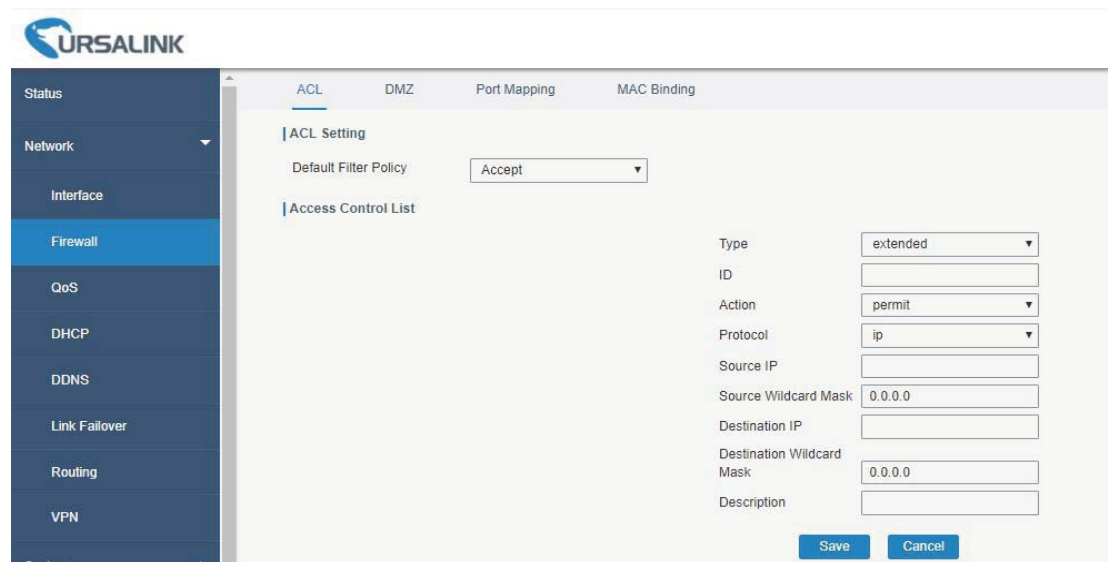 URSALINK
Status
Network
Interface
Firewall
QoS
DHCP
DDNS
Link Failover
Routing
VPN
ACL DMZ Port Mapping MAC Binding
ACL Setting
Default Filter Policy Accept
Access Control List
Type extended
ID
Action permit
Protocol ip
Source IP
Source Wildcard Mask 0.0.0.0
Destination IP
Destination Wildcard
Mask 0.0.0.0
Description
Save Cancel